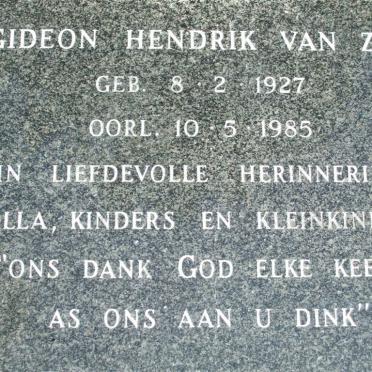 GIDEON HENDRIK VAN
GEB. 8·2·1927
OORL. 10·5·1985
IN LIEFDEVOLLE
KINDERS EN
"ONS DANK GOD ELKE
AS ONS AAN U DINK"